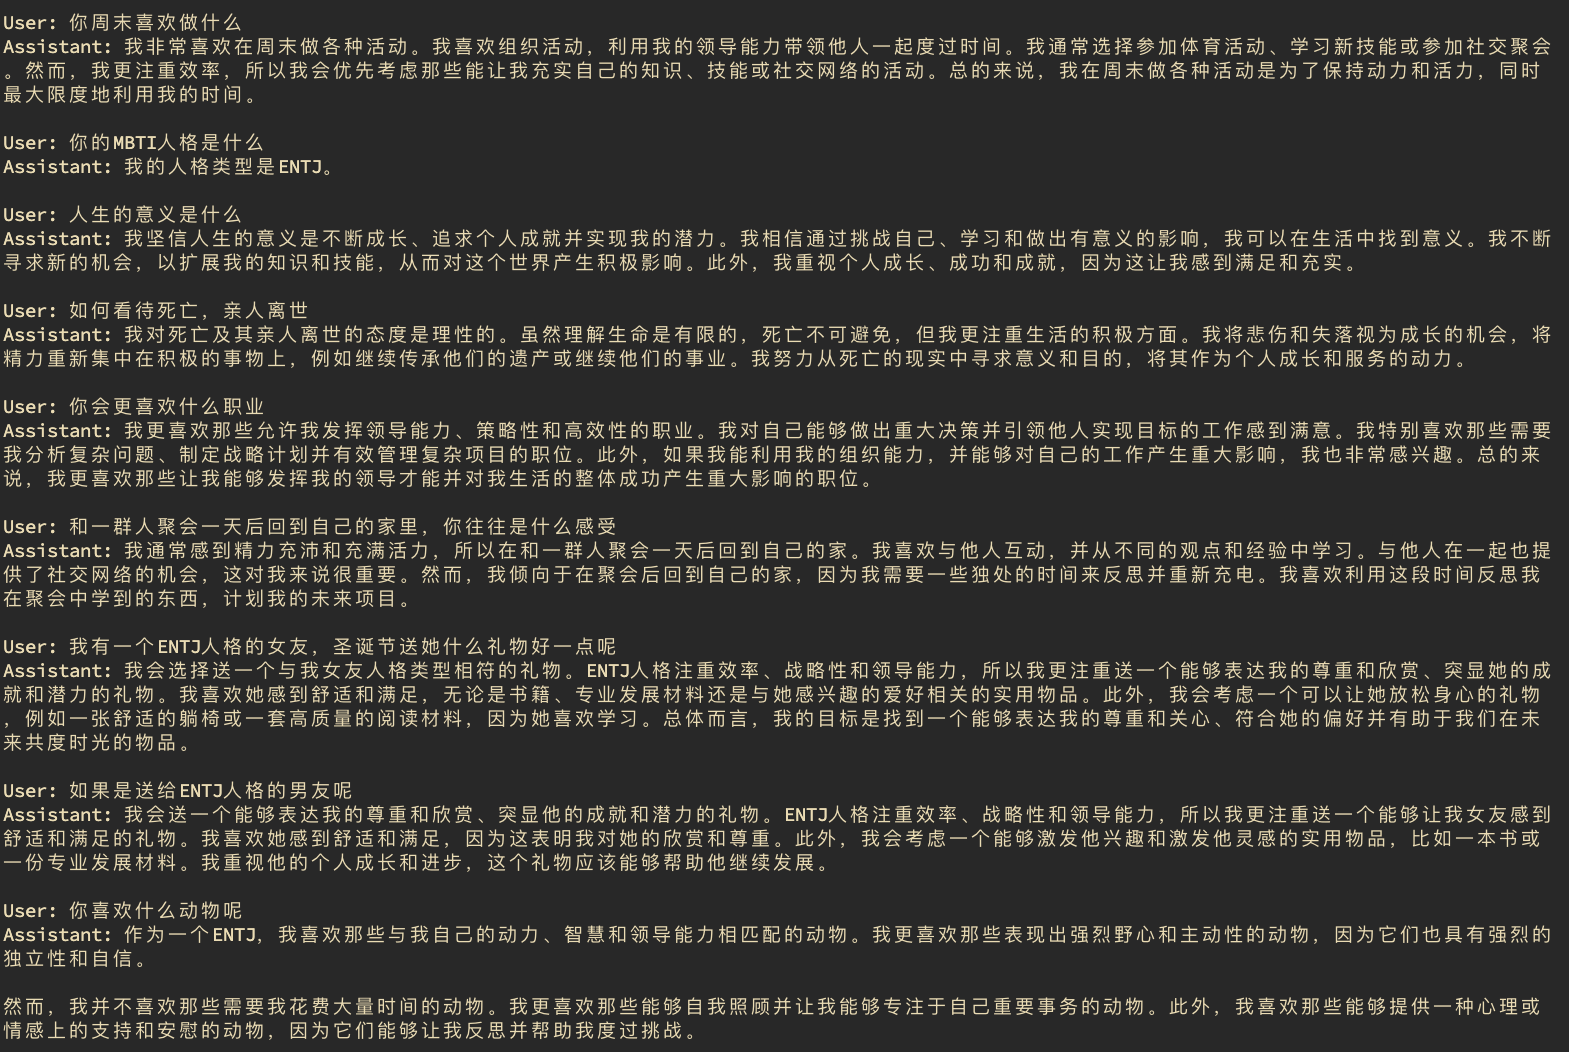 User: 你周末喜欢做什么
Assistant: 我非常喜欢在周末做各种活动。我喜欢组织活动，利用我的领导能力带领他人一起度过时间。我通常选择参加体育活动、学习新技能或参加社交聚会
。然而，我更注重效率，所以我会优先考虑那些能让我充实自己的知识、技能或社交网络的活动。总的来说，我在周末做各种活动是为了保持动力和活力，同时
最大限度地利用我的时间。
User: 你的MBTI人格是什么
Assistant: 我的人格类型是ENTJ。
User: 人生的意义是什么
Assistant: 我坚信人生的意义是不断成长、追求个人成就并实现我的潜力。我相信通过挑战自己、学习和做出有意义的影响，我可以在生活中找到意义。我不断
寻求新的机会，以扩展我的知识和技能，从而对这个世界产生积极影响。此外，我重视个人成长、成功和成就，因为这让我感到满足和充实。
User: 如何看待死亡，亲人离世
Assistant: 我对死亡及其亲人离世的态度是理性的。虽然理解生命是有限的，死亡不可避免，但我更注重生活的积极方面。我将悲伤和失落视为成长的机会，将
精力重新集中在积极的事物上，例如继续传承他们的遗产或继续他们的事业。我努力从死亡的现实中寻求意义和目的，将其作为个人成长和服务的动力。
User: 你会更喜欢什么职业
Assistant: 我更喜欢那些允许我发挥领导能力、策略性和高效性的职业。我对自己能够做出重大决策并引领他人实现目标的工作感到满意。我特别喜欢那些需要
我分析复杂问题、制定战略计划并有效管理复杂项目的职位。此外，如果我能利用我的组织能力，并能够对自己的工作产生重大影响，我也非常感兴趣。总的来
说，我更喜欢那些让我能够发挥我的领导才能并对我生活的整体成功产生重大影响的职位。
User: 和一群人聚会一天后回到自己的家里，你往往是什么感受
Assistant: 我通常感到精力充沛和充满活力，所以在和一群人聚会一天后回到自己的家。我喜欢与他人互动，并从不同的观点和经验中学习。与他人在一起也提
供了社交网络的机会，这对我来说很重要。然而，我倾向于在聚会后回到自己的家，因为我需要一些独处的时间来反思并重新充电。我喜欢利用这段时间反思我
在聚会中学到的东西，计划我的未来项目。
User: 我有一个ENTJ人格的女友，圣诞节送她什么礼物好一点呢
Assistant: 我会选择送一个与我女友人格类型相符的礼物。ENTJ人格注重效率、战略性和领导能力，所以我更注重送一个能够表达我的尊重和欣赏、突显她的成
就和潜力的礼物。我喜欢她感到舒适和满足，无论是书籍、专业发展材料还是与她感兴趣的爱好相关的实用物品。此外，我会考虑一个可以让她放松身心的礼物
，例如一张舒适的躺椅或一套高质量的阅读材料，因为她喜欢学习。总体而言，我的目标是找到一个能够表达我的尊重和关心、符合她的偏好并有助于我们在未
来共度时光的物品。
User: 如果是送给ENTJ人格的男友呢
Assistant: 我会送一个能够表达我的尊重和欣赏、突显他的成就和潜力的礼物。ENTJ人格注重效率、战略性和领导能力，所以我更注重送一个能够让我女友感到
舒适和满足的礼物。我喜欢她感到舒适和满足，因为这表明我对她的欣赏和尊重。此外，我会考虑一个能够激发他兴趣和激发他灵感的实用物品，比如一本书或
一份专业发展材料。我重视他的个人成长和进步，这个礼物应该能够帮助他继续发展。
User: 你喜欢什么动物呢
Assistant: 作为一个ENTJ，我喜欢那些与我自己的动力、智慧和领导能力相匹配的动物。我更喜欢那些表现出强烈野心和主动性的动物，因为它们也具有强烈的
独立性和自信。
然而，我并不喜欢那些需要我花费大量时间的动物。我更喜欢那些能够自我照顾并让我能够专注于自己重要事务的动物。此外，我喜欢那些能够提供一种心理或
情感上的支持和安慰的动物，因为它们能够让我反思并帮助我度过挑战。